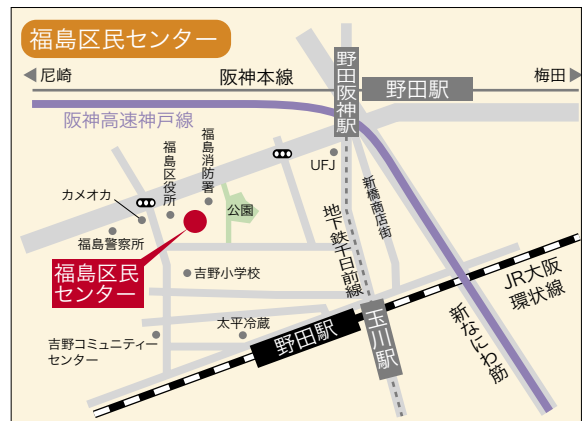 福島区民センター
尼崎
阪神本線
野田阪神駅
野田駅
梅田
阪神高速神戸線
福島区役所
福島消防署
UFJ
カメオカ
公園
新橋商店街
福島警察所
地下鉄千日前線
福島区民
センター
吉野小学校
JR大阪
環状線
太平冷蔵
野田駅
玉川駅
新なにわ筋
吉野コミュニティー
センター